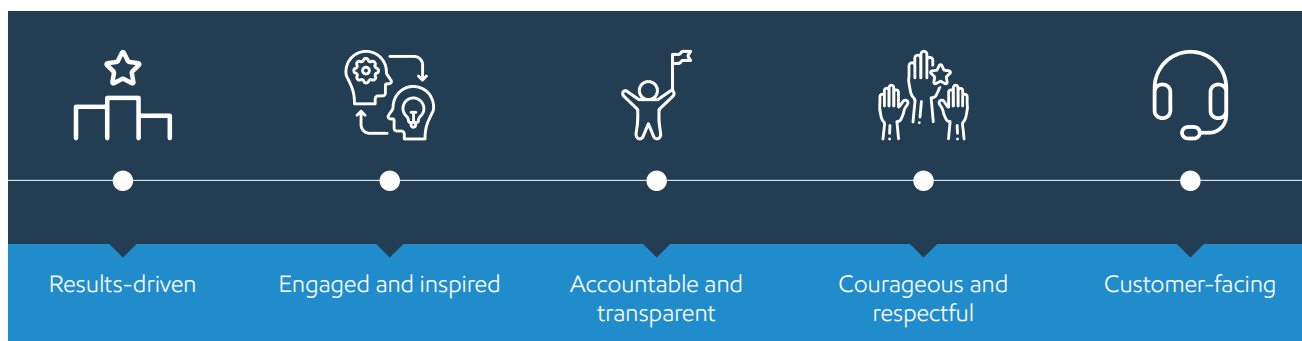 Results-driven
Engaged and inspired
Accountable and
transparent
Courageous and
respectful
Customer-facing